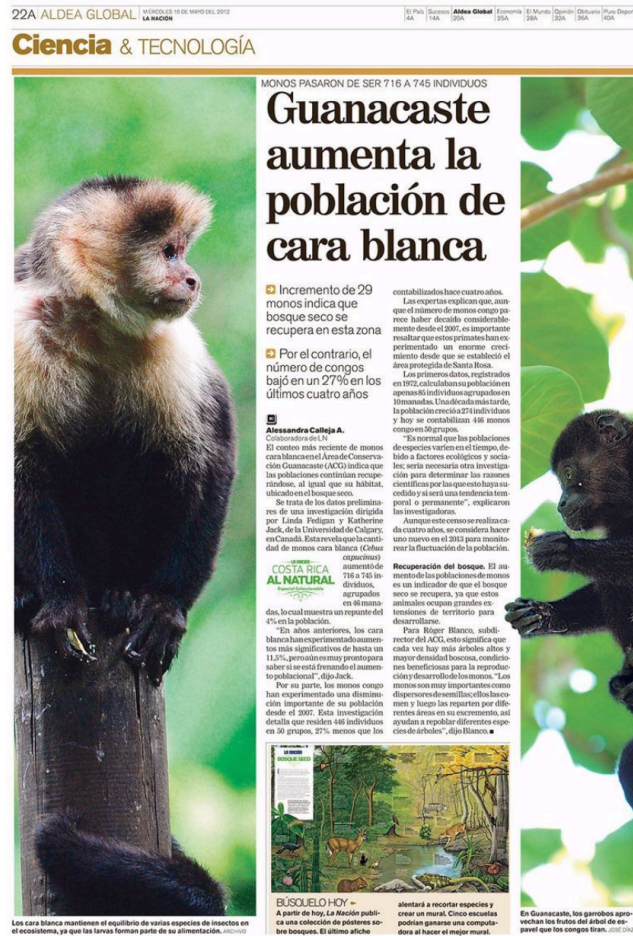 22A ALDEA GLOBAL
MIÉRCOLES 16 DE MAYO DEL 2012
LA NACIÓN
El País 4A
Sucesos 14A
Aldea Global 20A
Economía 25A
El Mundo 28A
Opinión 32A
Obituario 35A
Puro Depor 40A
Ciencia & TECNOLOGÍA
MONOS PASARON DE SER 716 A 745 INDIVIDUOS
Guanacaste
aumenta la
población de
cara blanca
Incremento de 29
monos indica que
bosque seco se
recupera en esta zona
Por el contrario, el
número de congos
bajó en un 27% en los
últimos cuatro años
Alessandra Calleja A.
Colaboradora de LN
El conteo más reciente de monos
cara blanca en el Área de Conserva-
ción Guanacaste (ACG) indica que
las poblaciones continúan recupe-
rándose, al igual que su hábitat,
ubicado en el bosque seco.
Se trata de los datos prelimina-
res de una investigación dirigida
por Linda Fedigan y Katherine
Jack, de la Universidad de Calgary,
en Canadá. Esta revela que la canti-
dad de monos cara blanca (Cebus
capucinus)
aumentó de
716 a 745 in-
dividuos,
agrupados
en 46 mana-
das, lo cual muestra un repunte del
4% en la población.
LA NACIÓN
COSTA RICA
AL NATURAL
Especial Coleccionable
"En años anteriores, los cara
blanca han experimentado aumen-
tos más significativos de hasta un
11,5%, pero aún es muy pronto para
saber si se está frenando el aumen-
to poblacional", dijo Jack.
Por su parte, los monos congo
han experimentado una disminu-
ción importante de su población
desde el 2007. Esta investigación
detalla que residen 446 individuos
en 50 grupos, 27% menos que los
contabilizados hace cuatro años.
Las expertas explican que, aun-
que el número de monos congo pa-
rece haber decaído considerable-
mente desde el 2007, es importante
resaltar que estos primates han ex-
perimentado un enorme creci-
miento desde que se estableció el
área protegida de Santa Rosa.
Los primeros datos, registrados
en 1972, calculaban su población en
apenas 85 individuos agrupados en
10 manadas. Una década más tarde,
la población creció a 274 individuos
y hoy se contabilizan 446 monos
congo en 50 grupos.
"Es normal que las poblaciones
de especies varíen en el tiempo, de-
bido a factores ecológicos y socia-
les; sería necesaria otra investiga-
ción para determinar las razones
científicas por las que esto haya su-
cedido y si será una tendencia tem-
poral o permanente", explicaron
las investigadoras.
Aunque este censo se realiza ca-
da cuatro años, se considera hacer
uno nuevo en el 2013 para monito-
rear la fluctuación de la población.
Recuperación del bosque. El au-
mento de las poblaciones de monos
es un indicador de que el bosque
seco se recupera, ya que estos
animales ocupan grandes ex-
tensiones de territorio para
desarrollarse.
Para Róger Blanco, subdi-
rector del ACG, esto significa que
cada vez hay más árboles altos y
mayor densidad boscosa, condicio-
nes beneficiosas para la reproduc-
ción y desarrollo de los monos. "Los
monos son muy importantes como
dispersores de semillas; ellos las co-
men y luego las reparten por dife-
rentes áreas en su excremento, así
ayudan a repoblar diferentes espe-
cies de árboles", dijo Blanco.
LA NACIÓN
BOSQUE SECO
BÚSQUELO HOY
A partir de hoy, La Nación publi-
ca una colección de pósteres so-
bre bosques. El último afiche
alentará a recortar especies y
crear un mural. Cinco escuelas
podrían ganarse una computa-
dora al hacer el mejor mural.
Los cara blanca mantienen el equilibrio de varias especies de insectos en
el ecosistema, ya que las larvas forman parte de su alimentación. ARCHIVO
En Guanacaste, los garrobos apro-
vechan los frutos del árbol de es-
pavel que los congos tiran. JOSÉ DÍA